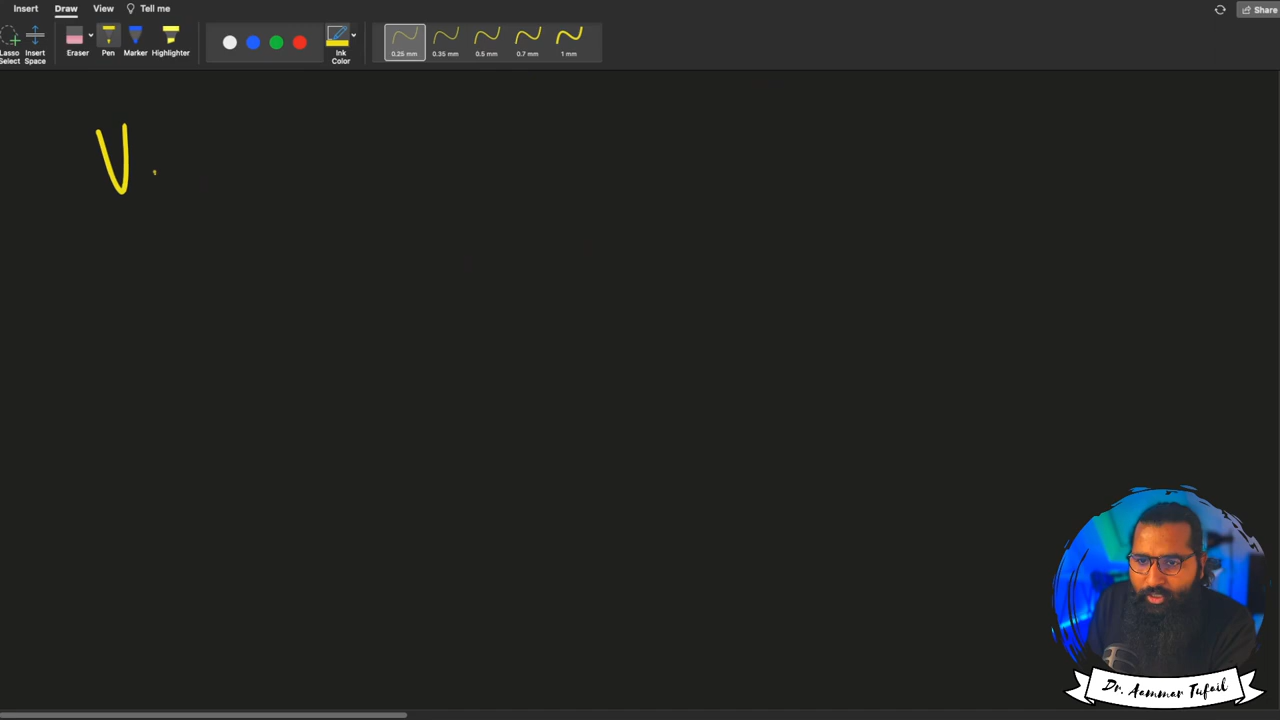 Insert Draw View Tell me Share
Lasso Select Insert Space Eraser Pen Marker Highlighter Ink Color 0.25 mm 0.35 mm 0.5 mm 0.7 mm 1 mm
V
Dr. Aammar Tufail